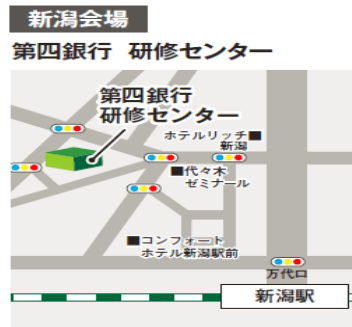 新潟会場
第四銀行 研修センター
第四銀行
研修センター
ホテルリッチ■
新潟
■代々木
ゼミナール
■コンフォート
ホテル新潟駅前
万代口
新潟駅